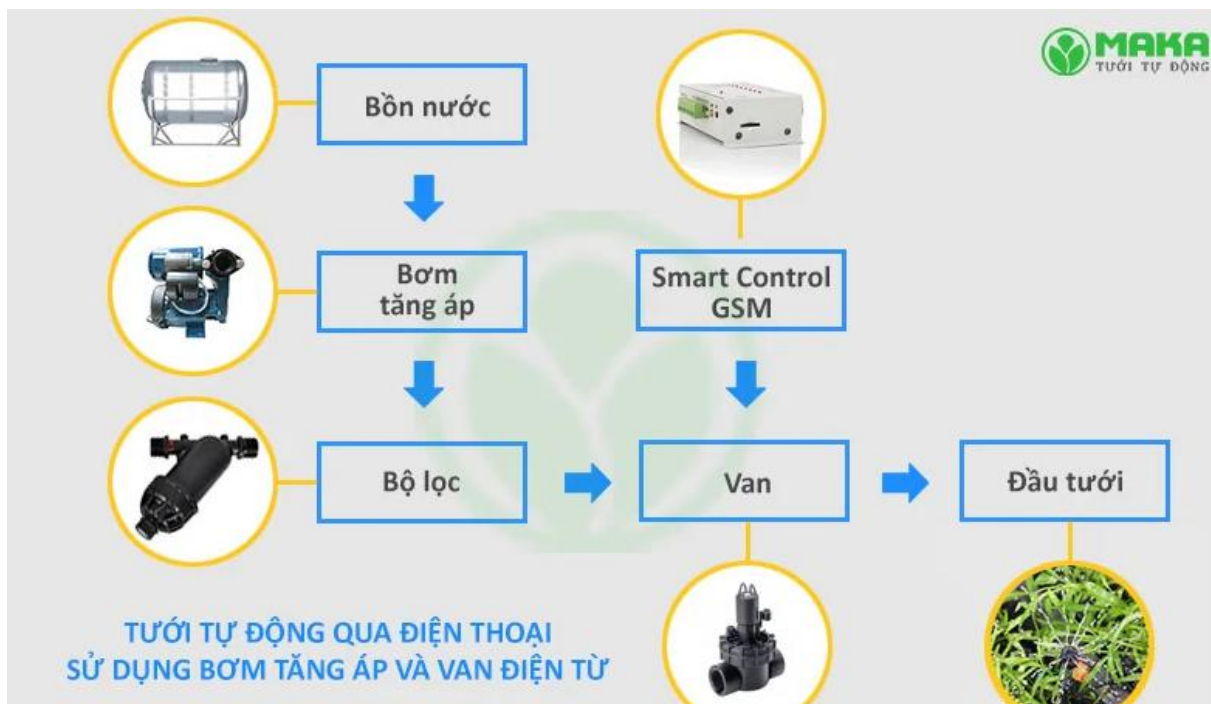 MAKA
TƯỚI TỰ ĐỘNG
Bồn nước
Bơm
tăng áp
Smart Control
GSM
Bộ lọc
Van
Đầu tưới
TƯỚI TỰ ĐỘNG QUA ĐIỆN THOẠI
SỬ DỤNG BƠM TĂNG ÁP VÀ VAN ĐIỆN TỪ